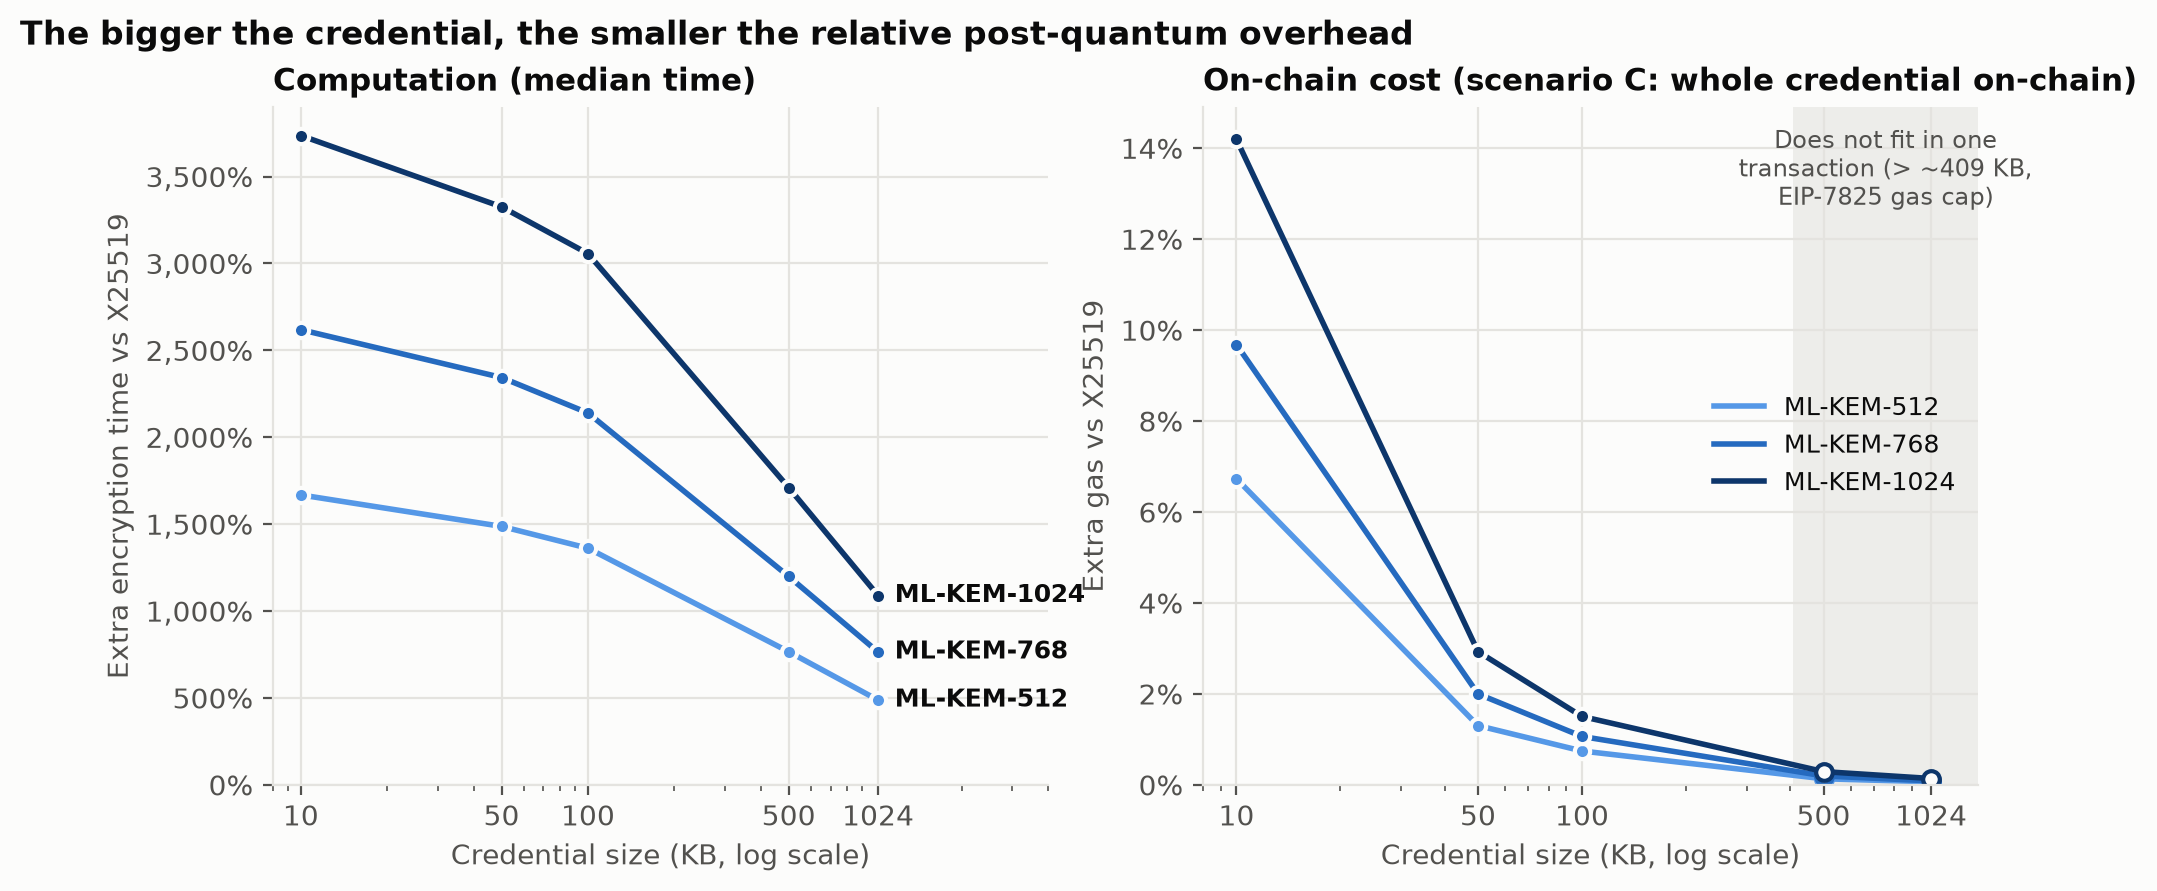 The bigger the credential, the smaller the relative post-quantum overhead
Computation (median time)
Extra encryption time vs X25519
3,500%
3,000%
2,500%
2,000%
1,500%
1,000%
500%
0%
ML-KEM-1024
ML-KEM-768
ML-KEM-512
10 50 100 500 1024
Credential size (KB, log scale)
On-chain cost (scenario C: whole credential on-chain)
Extra gas vs X25519
14%
12%
10%
8%
6%
4%
2%
0%
Does not fit in one
transaction (> ~409 KB,
EIP-7825 gas cap)
ML-KEM-512
ML-KEM-768
ML-KEM-1024
10 50 100 500 1024
Credential size (KB, log scale)